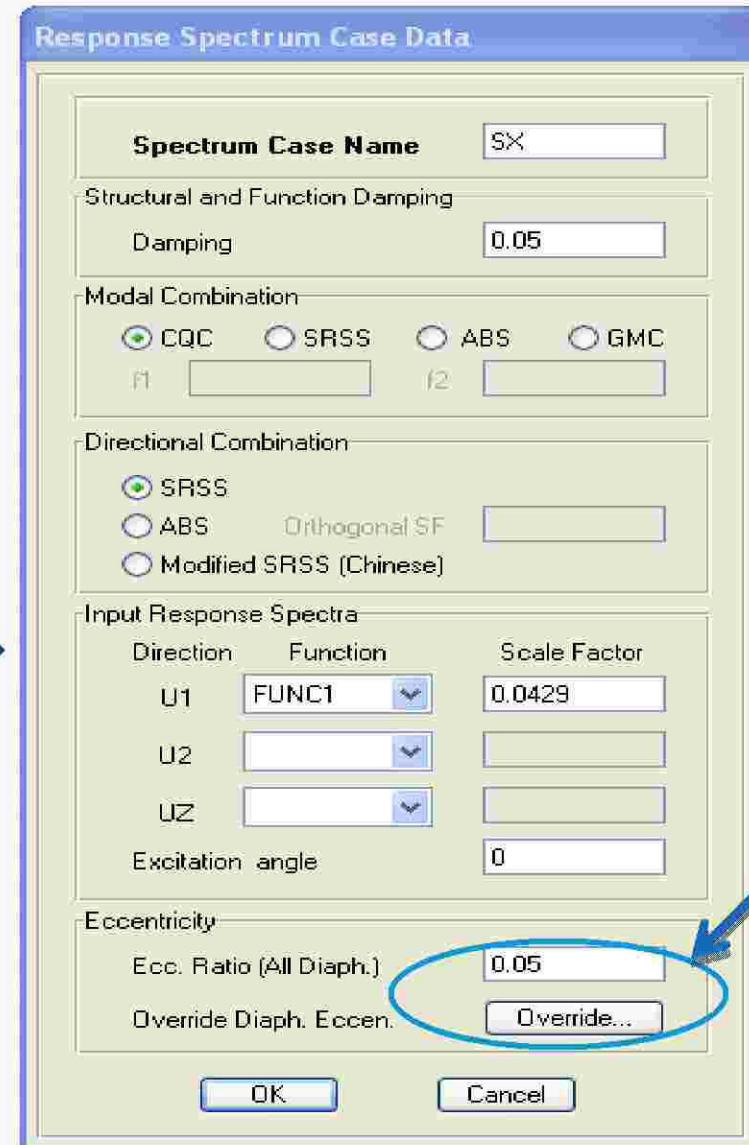 Response Spectrum Case Data
Spectrum Case Name SX
Structural and Function Damping
Damping 0.05
Modal Combination
CQC SRSS ABS GMC
f1 f2
Directional Combination
SRSS
ABS Orthogonal SF
Modified SRSS (Chinese)
Input Response Spectra
Direction Function Scale Factor
U1 FUNC1 0.0429
U2
UZ
Excitation angle 0
Eccentricity
Ecc. Ratio (All Diaph.) 0.05
Override Diaph. Eccen. Override...
OK Cancel